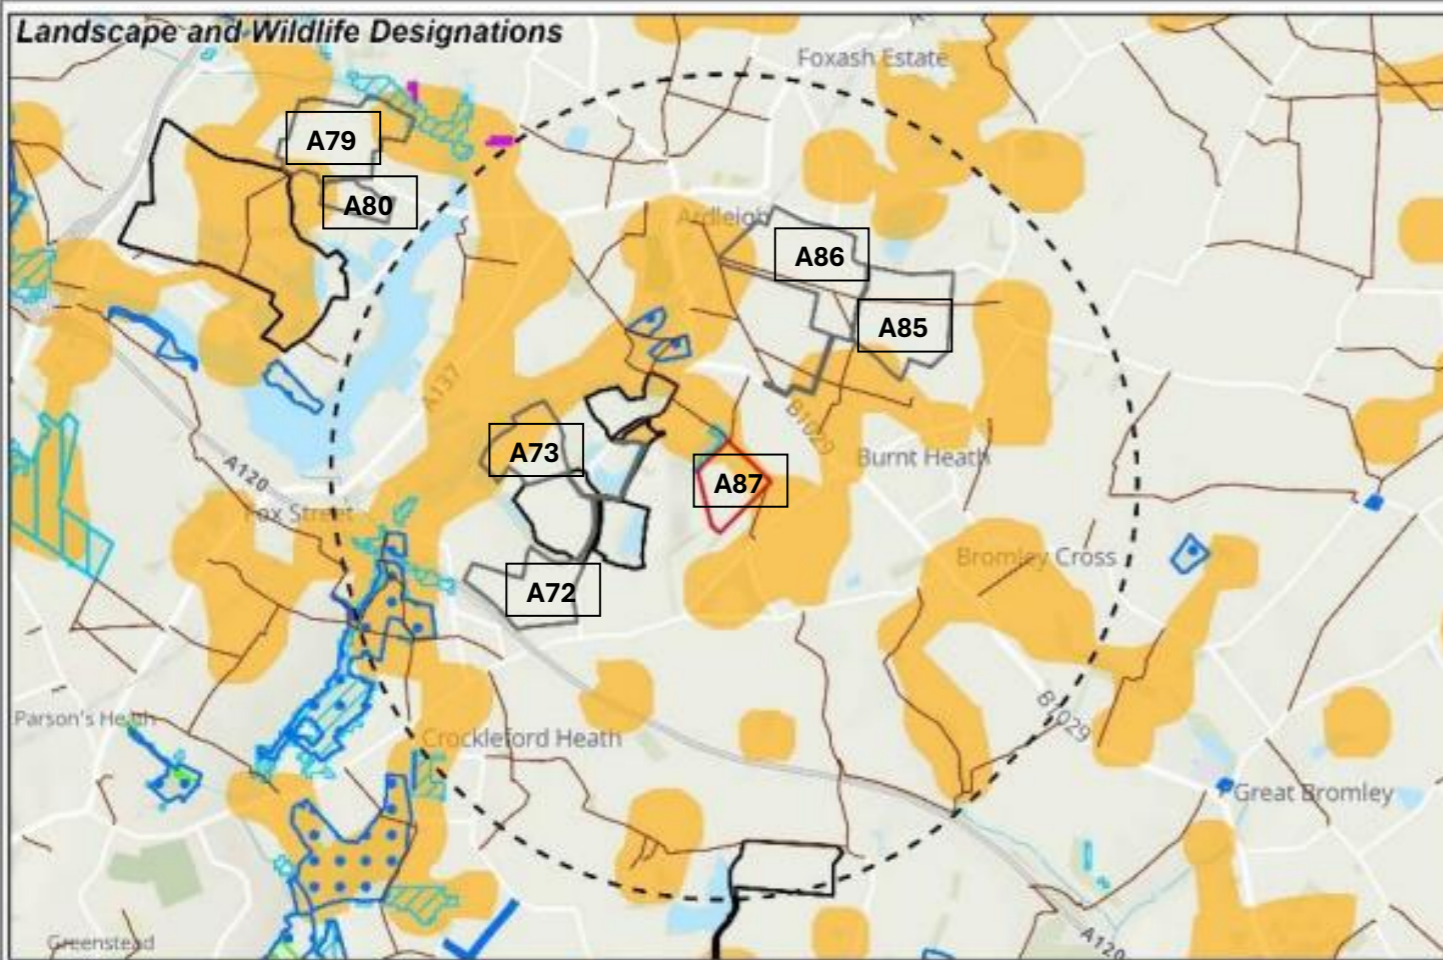 Landscape and Wildlife Designations
Foxash Estate
A79
A80
Ardleigh
A86
A85
A137
B1029
A73
Burnt Heath
A87
A120
Fox Street
Bromley Cross
A72
B1029
Parson's Heath
Crockleford Heath
Great Bromley
Greenstead
A120